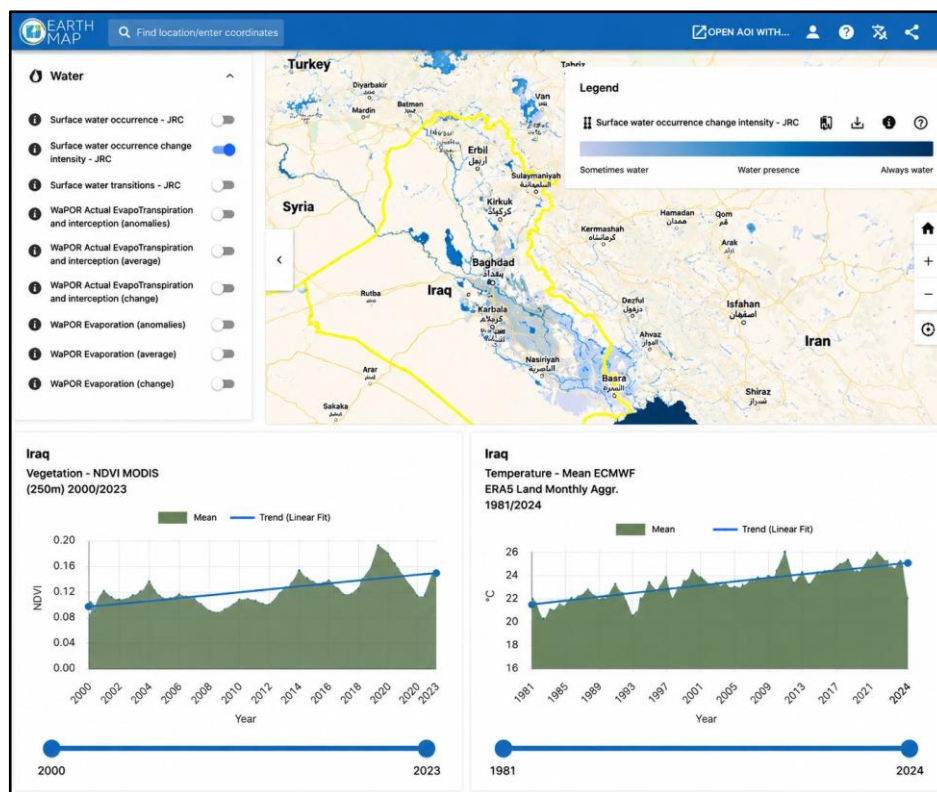 EARTH
MAP
Find location/enter coordinates
OPEN AOI WITH...
Water
Surface water occurrence - JRC
Surface water occurrence change
intensity - JRC
Surface water transitions - JRC
WaPOR Actual EvapoTranspiration
and interception (anomalies)
WaPOR Actual EvapoTranspiration
and interception (average)
WaPOR Actual EvapoTranspiration
and interception (change)
WaPOR Evaporation (anomalies)
WaPOR Evaporation (average)
WaPOR Evaporation (change)
Turkey
Tabriz
Diyarbakir
Mardin
Batman
Van
Erbil
أربيل
Sulaymaniyah
السليمانية
Syria
Kirkuk
Hamadan
همدان
Qom
قم
Kermashah
كرمانشاه
Arak
اراک
Baghdad
بغداد
Rutba
Iraq
Karbala
كربلاء
Dezful
دزفول
Isfahan
اصفهان
Nasiriyah
الناصرية
Ahvaz
اهواز
Iran
Arar
Basra
البصرة
Shiraz
شیراز
Sakaka
Legend
Surface water occurrence change intensity - JRC
Sometimes water
Water presence
Always water
Iraq
Vegetation - NDVI MODIS
(250m) 2000/2023
Mean
Trend (Linear Fit)
0.20
0.16
0.12
0.08
0.04
0.00
NDVI
2000
2002
2004
2006
2008
2010
2012
2014
2016
2018
2020
2020
2023
Year
2000
2023
Iraq
Temperature - Mean ECMWF
ERA5 Land Monthly Aggr.
1981/2024
Mean
Trend (Linear Fit)
26
24
22
20
18
16
°C
1981
1985
1989
1993
1997
2001
2005
2009
2013
2017
2021
2024
Year
1981
2024